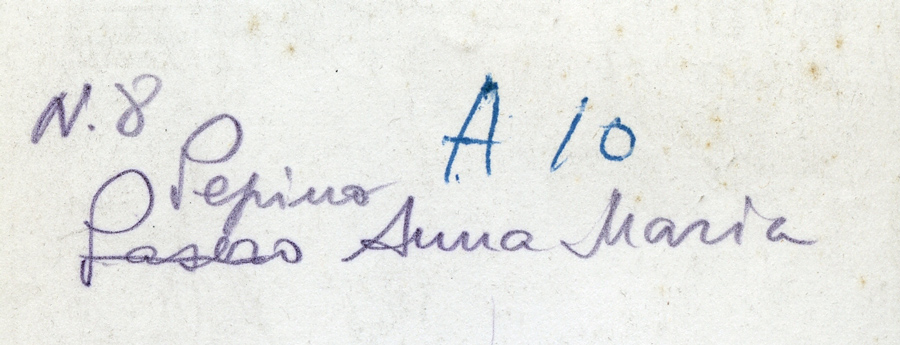 N. 8
A 10
Pepino
Anna Maria